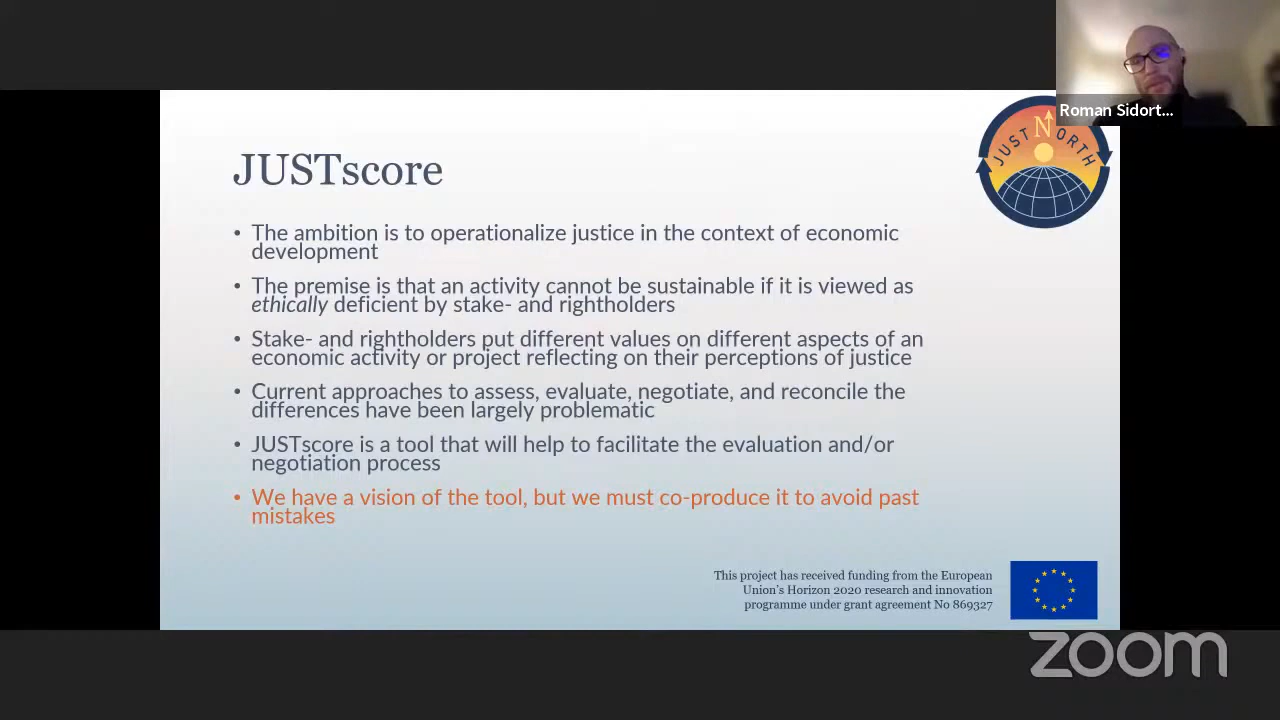 Roman Sidort...
JUST NORTH
JUSTscore
• The ambition is to operationalize justice in the context of economic
development
• The premise is that an activity cannot be sustainable if it is viewed as
ethically deficient by stake- and rightholders
• Stake- and rightholders put different values on different aspects of an
economic activity or project reflecting on their perceptions of justice
• Current approaches to assess, evaluate, negotiate, and reconcile the
differences have been largely problematic
• JUSTscore is a tool that will help to facilitate the evaluation and/or
negotiation process
• We have a vision of the tool, but we must co-produce it to avoid past
mistakes
This project has received funding from the European
Union's Horizon 2020 research and innovation
programme under grant agreement No 869327
zoom